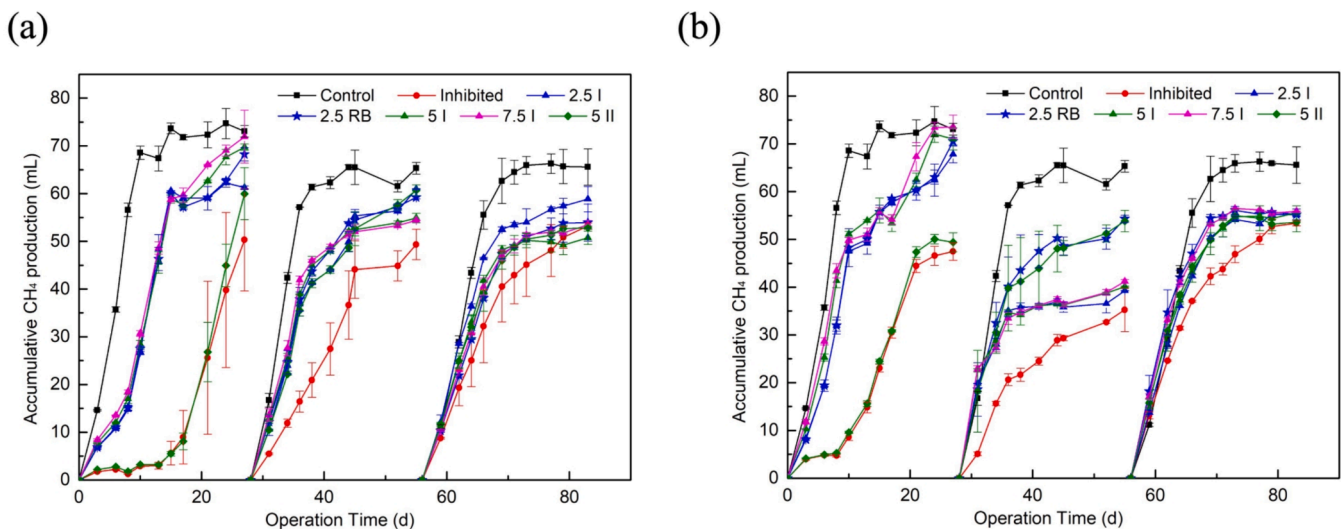 (a)
(b)
80
70
60
50
40
30
20
10
0
Accumulative CH₄ production (mL)
Control Inhibited 2.5 I
2.5 RB 5 I 7.5 I 5 II
0 20 40 60 80
Operation Time (d)
80
70
60
50
40
30
20
10
0
Accumulative CH₄ production (mL)
Control Inhibited 2.5 I
2.5 RB 5 I 7.5 I 5 II
0 20 40 60 80
Operation Time (d)